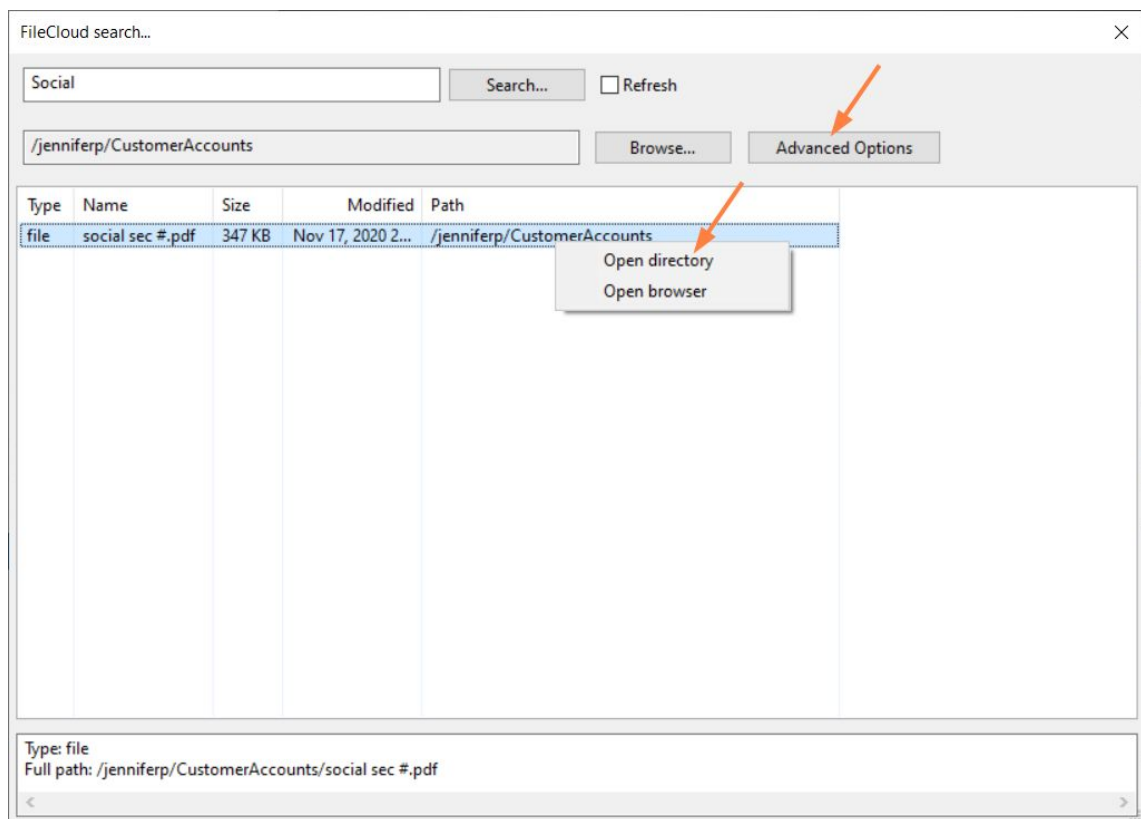 FileCloud search...
Social
Search...
Refresh
/jenniferp/CustomerAccounts
Browse...
Advanced Options
Type Name Size Modified Path
file social sec #.pdf 347 KB Nov 17, 2020 2... /jenniferp/CustomerAccounts
Open directory
Open browser
Type: file
Full path: /jenniferp/CustomerAccounts/social sec #.pdf